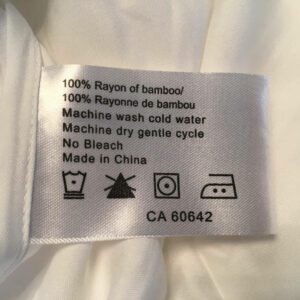 100% Rayon of bamboo/
100% Rayonne de bambou
Machine wash cold water
Machine dry gentle cycle
No Bleach
Made in China
CA 60642